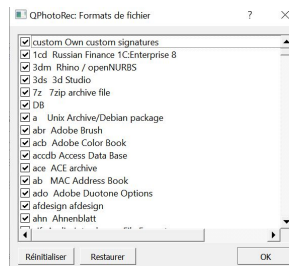 QPhotoRec: Formats de fichier
custom Own custom signatures
1cd Russian Finance 1C:Enterprise 8
3dm Rhino / openNURBS
3ds 3d Studio
7z 7zip archive file
DB
a Unix Archive/Debian package
abr Adobe Brush
acb Adobe Color Book
accdb Access Data Base
ace ACE archive
ab MAC Address Book
ado Adobe Duotone Options
afdesign afdesign
ahn Ahnenblatt
Réinitialiser Restaurer OK